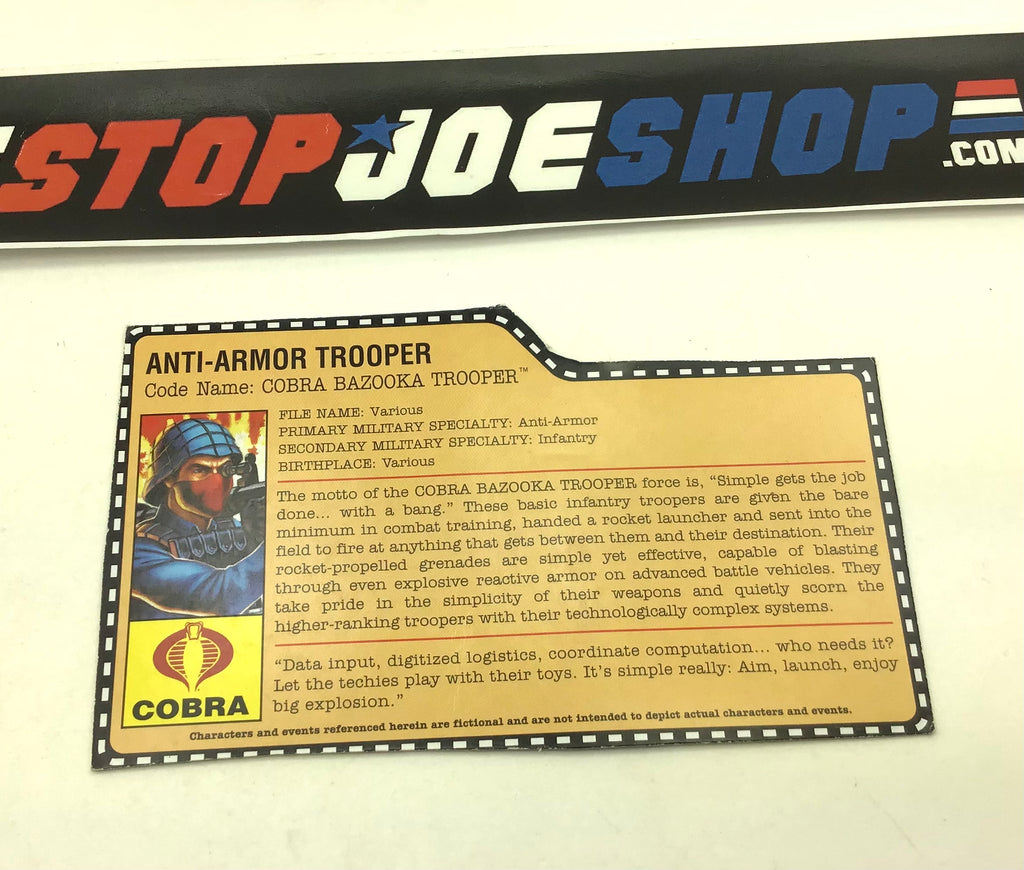 STOP JOE SHOP
.COM
ANTI-ARMOR TROOPER
Code Name: COBRA BAZOOKA TROOPER™
FILE NAME: Various
PRIMARY MILITARY SPECIALTY: Anti-Armor
SECONDARY MILITARY SPECIALTY: Infantry
BIRTHPLACE: Various
The motto of the COBRA BAZOOKA TROOPER force is, “Simple gets the job
done... with a bang.” These basic infantry troopers are given the bare
minimum in combat training, handed a rocket launcher and sent into the
field to fire at anything that gets between them and their destination. Their
rocket-propelled grenades are simple yet effective, capable of blasting
through even explosive reactive armor on advanced battle vehicles. They
take pride in the simplicity of their weapons and quietly scorn the
higher-ranking troopers with their technologically complex systems.
“Data input, digitized logistics, coordinate computation... who needs it?
Let the techies play with their toys. It's simple really: Aim, launch, enjoy
big explosion.”
COBRA
Characters and events referenced herein are fictional and are not intended to depict actual characters and events.